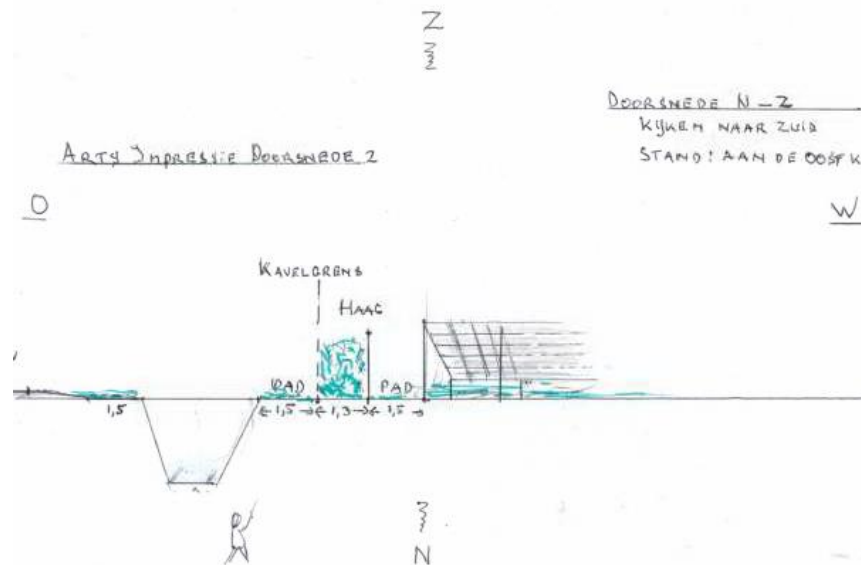 Z
DOORSNEDE N-Z
KIJKEN NAAR ZUID
STAND: AAN DE OOST K
ARTY IMPRESSIE DOORSNEDE 2
O
W
KAVELGRENS
HAAG
PAD
PAD
1,5
1,5
1,3
1,5
N